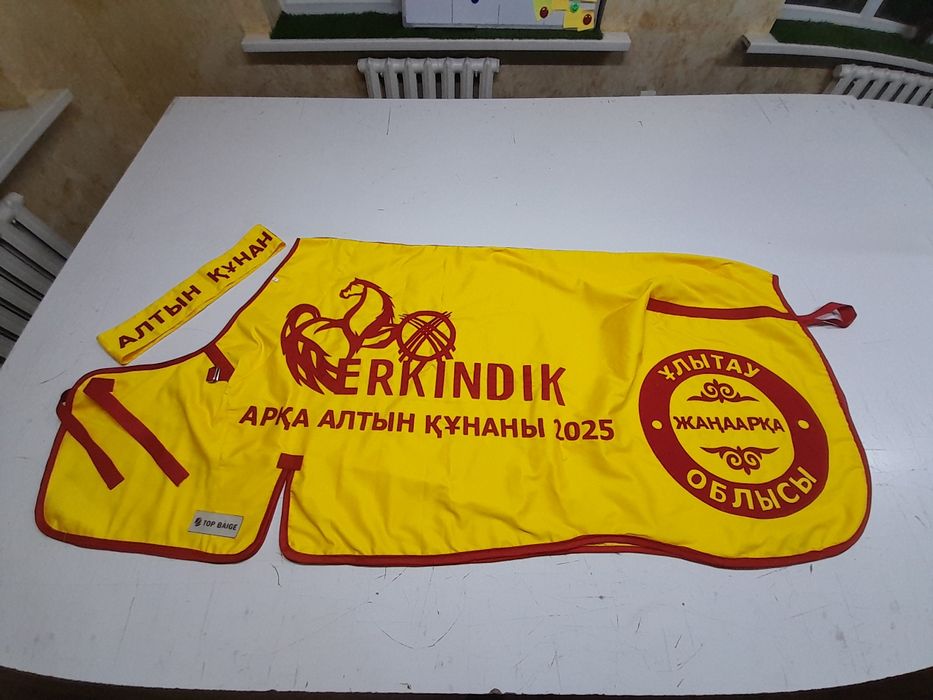 АЛТЫН ҚҰНАН
ERKINDIK
АРҚА АЛТЫН ҚҰНАНЫ 2025
ҰЛЫТАУ
ЖАҢААРҚА
ОБЛЫСЫ
TOP BAIGE